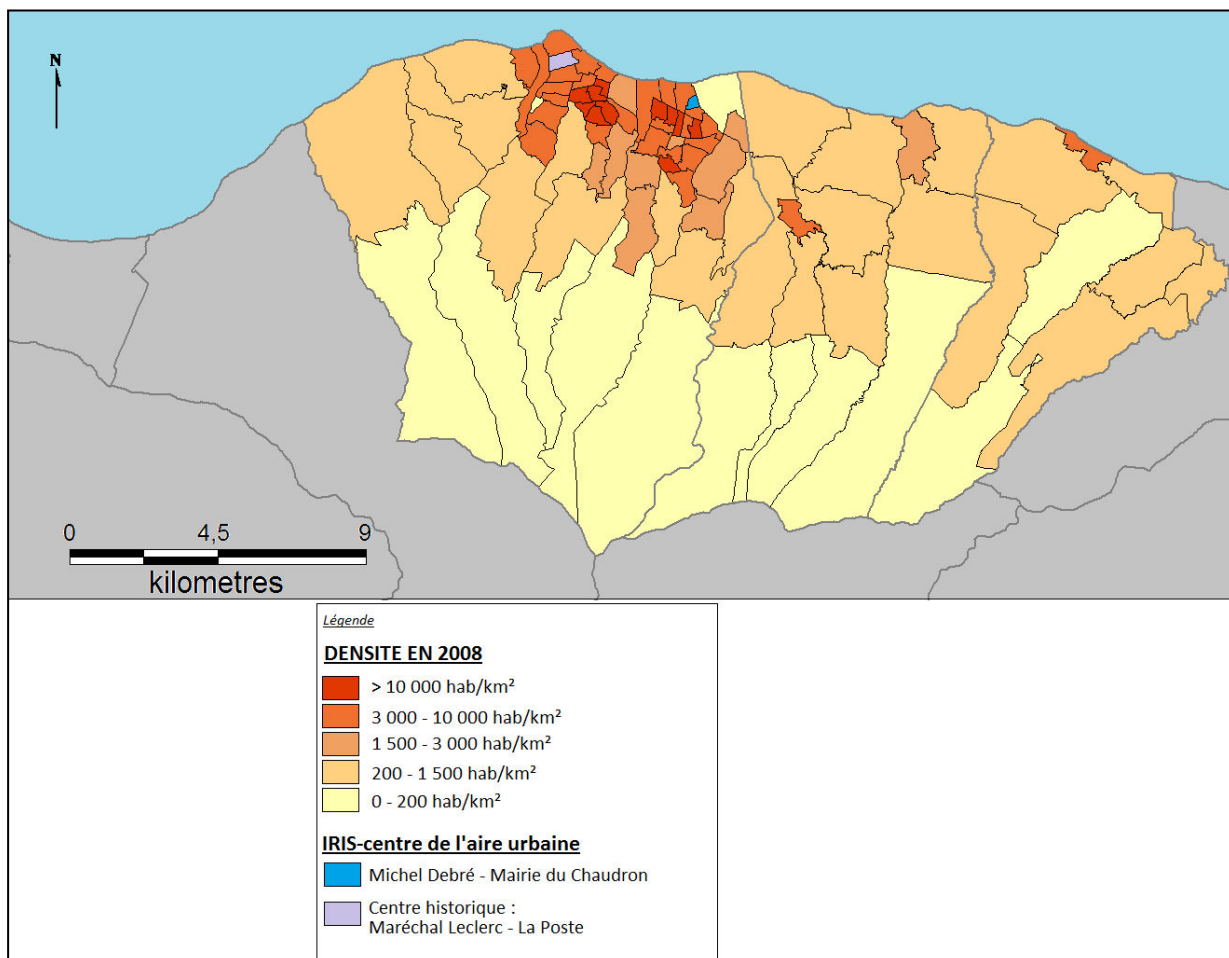 N
0 4,5 9
kilometres
Légende
DENSITE EN 2008
> 10 000 hab/km²
3 000 - 10 000 hab/km²
1 500 - 3 000 hab/km²
200 - 1 500 hab/km²
0 - 200 hab/km²
IRIS-centre de l'aire urbaine
Michel Debré - Mairie du Chaudron
Centre historique :
Maréchal Leclerc - La Poste